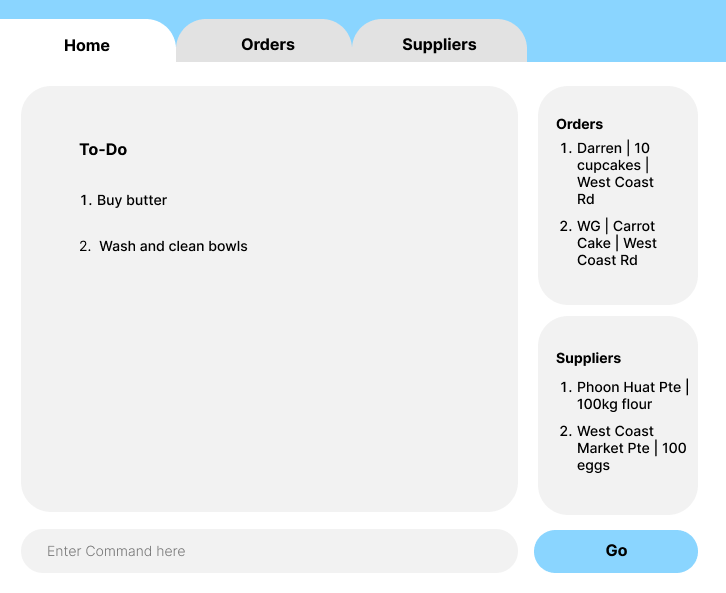 Home
Orders
Suppliers
To-Do
1. Buy butter
2. Wash and clean bowls
Orders
1. Darren | 10
cupcakes |
West Coast
Rd
2. WG | Carrot
Cake | West
Coast Rd
Suppliers
1. Phoon Huat Pte |
100kg flour
2. West Coast
Market Pte | 100
eggs
Enter Command here
Go